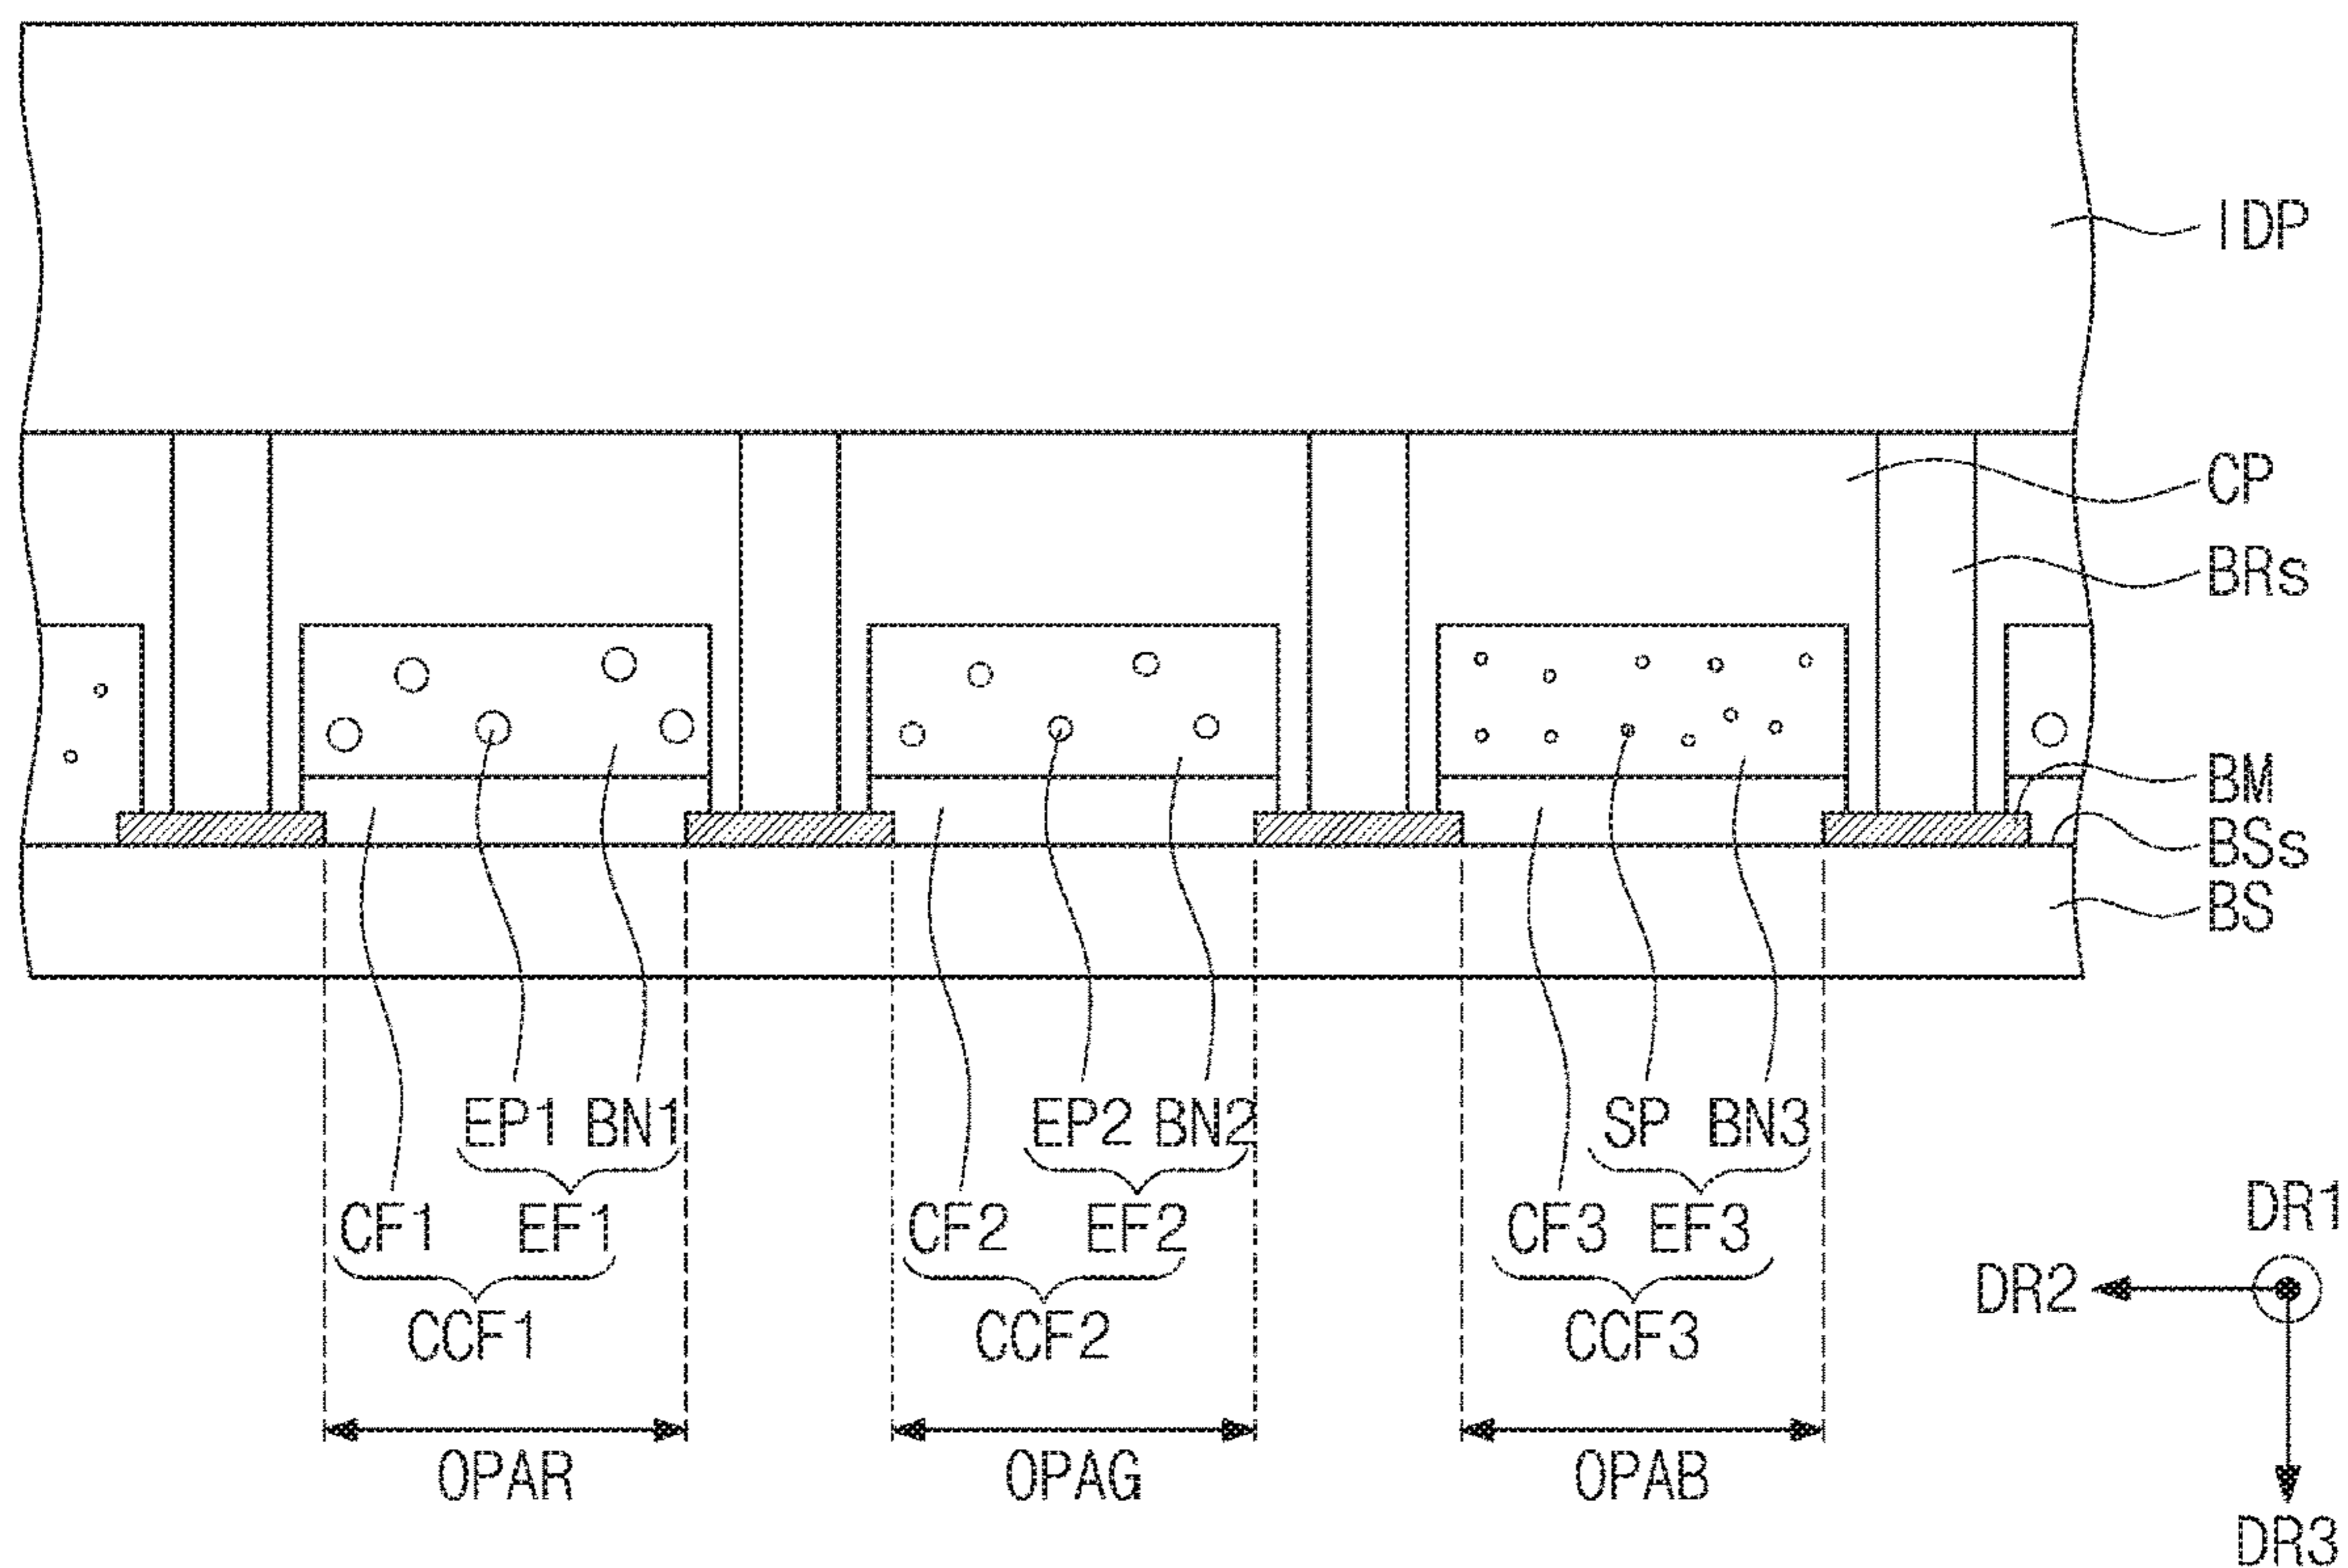 IDP
CP
BRs
BM
BSs
BS
EP1 BN1 EP2 BN2 SP BN3
CF1 EF1 CF2 EF2 CF3 EF3
CCF1 CCF2 CCF3
OPAR OPAG OPAB
DR1
DR2
DR3